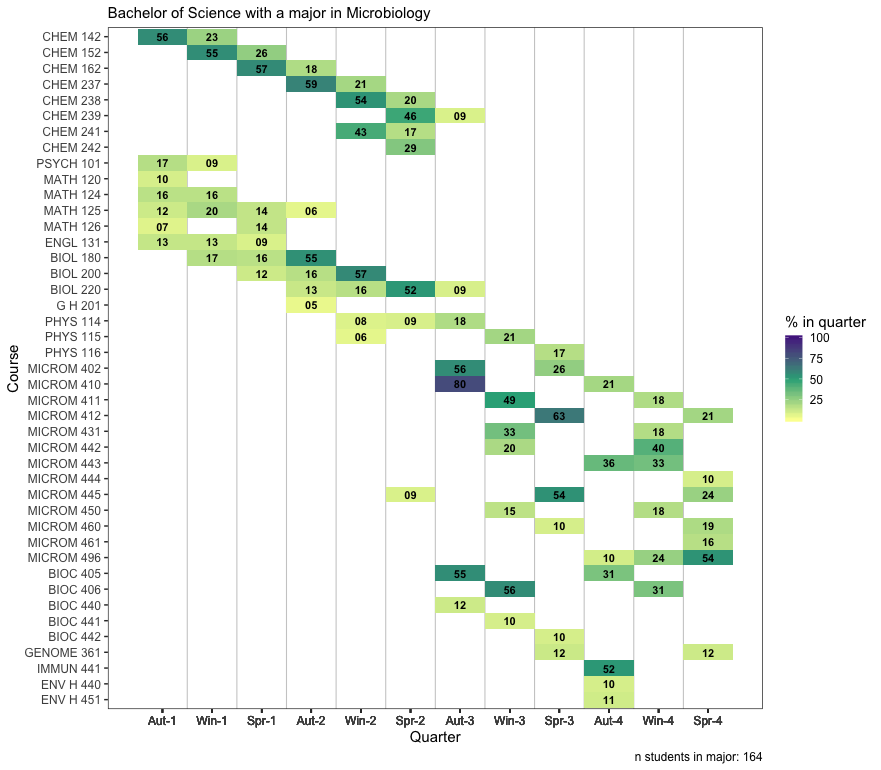 Bachelor of Science with a major in Microbiology
CHEM 142 56 23
CHEM 152 55 26
CHEM 162 57 18
CHEM 237 59 21
CHEM 238 54 20
CHEM 239 46 09
CHEM 241 43 17
CHEM 242 29
PSYCH 101 17 09
MATH 120 10
MATH 124 16 16
MATH 125 12 20 14 06
MATH 126 07 14
ENGL 131 13 13 09
BIOL 180 17 16 55
BIOL 200 12 16 57
BIOL 220 13 16 52 09
G H 201 05
PHYS 114 08 09 18
PHYS 115 06 21
PHYS 116 17
MICROM 402 56 26
MICROM 410 80 21
MICROM 411 49 18
MICROM 412 63 21
MICROM 431 33 18
MICROM 442 20 40
MICROM 443 36 33
MICROM 444 10
MICROM 445 09 54 24
MICROM 450 15 18
MICROM 460 10 19
MICROM 461 16
MICROM 496 10 24 54
BIOC 405 55 31
BIOC 406 56 31
BIOC 440 12
BIOC 441 10
BIOC 442 10
GENOME 361 12 12
IMMUN 441 52
ENV H 440 10
ENV H 451 11
Aut-1 Win-1 Spr-1 Aut-2 Win-2 Spr-2 Aut-3 Win-3 Spr-3 Aut-4 Win-4 Spr-4
Quarter
Course
% in quarter
100
75
50
25
n students in major: 164